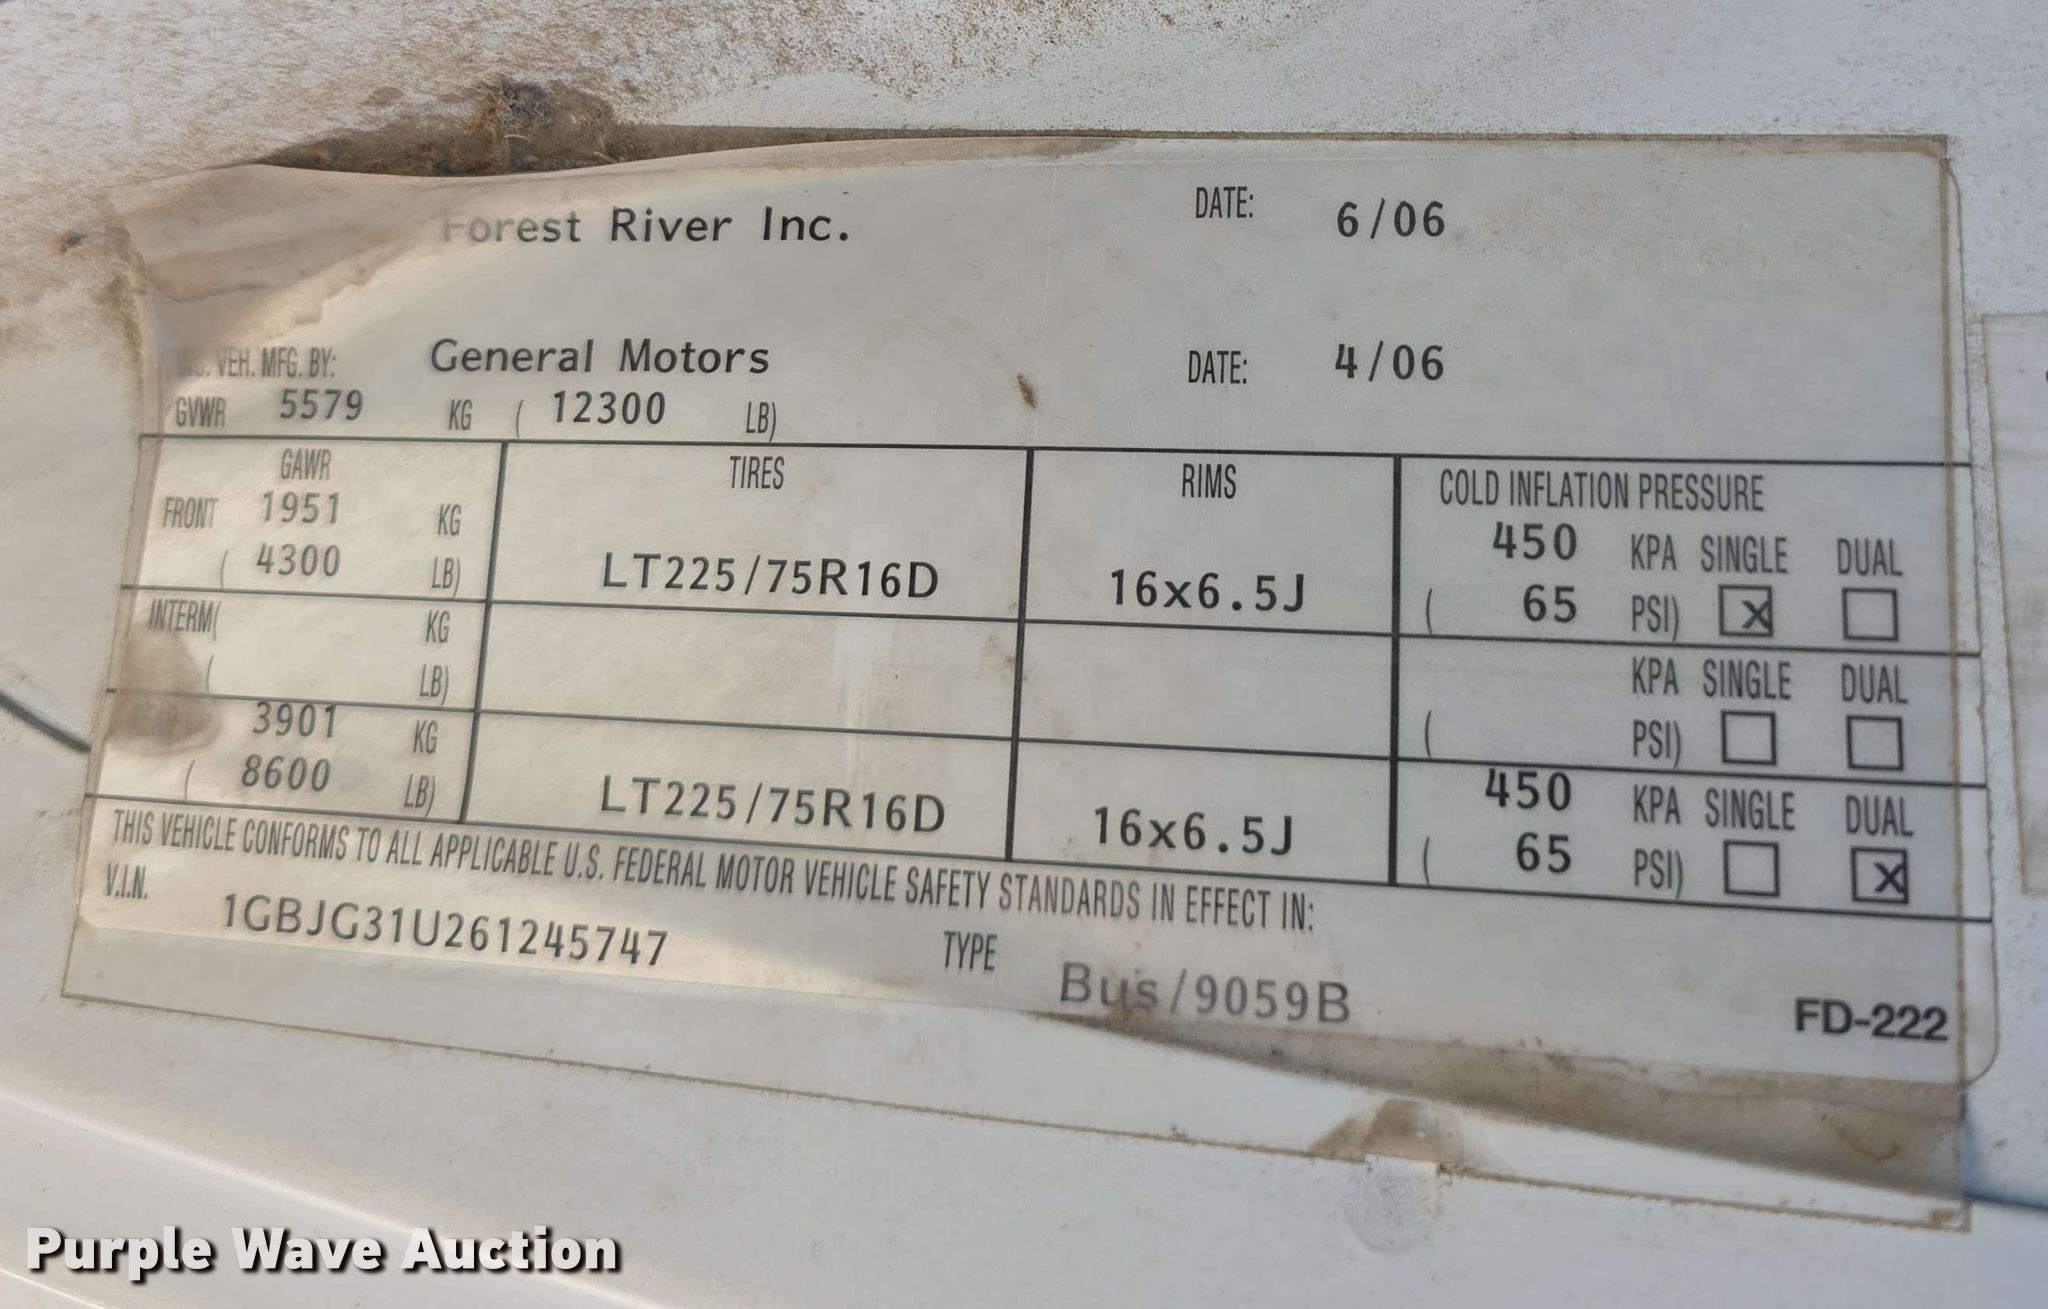 Forest River Inc. DATE: 6/06
VEH. MFG. BY: General Motors DATE: 4/06
GVWR 5579 KG ( 12300 LB)
GAWR TIRES RIMS COLD INFLATION PRESSURE
FRONT 1951 KG 450 KPA SINGLE DUAL
( 4300 LB) LT225/75R16D 16x6.5J ( 65 PSI) X
INTERM( KG KPA SINGLE DUAL
( LB) ( PSI)
3901 KG 450 KPA SINGLE DUAL
( 8600 LB) LT225/75R16D 16x6.5J ( 65 PSI) X
THIS VEHICLE CONFORMS TO ALL APPLICABLE U.S. FEDERAL MOTOR VEHICLE SAFETY STANDARDS IN EFFECT IN:
V.I.N. 1GBJG31U261245747 TYPE Bus/9059B
FD-222
Purple Wave Auction